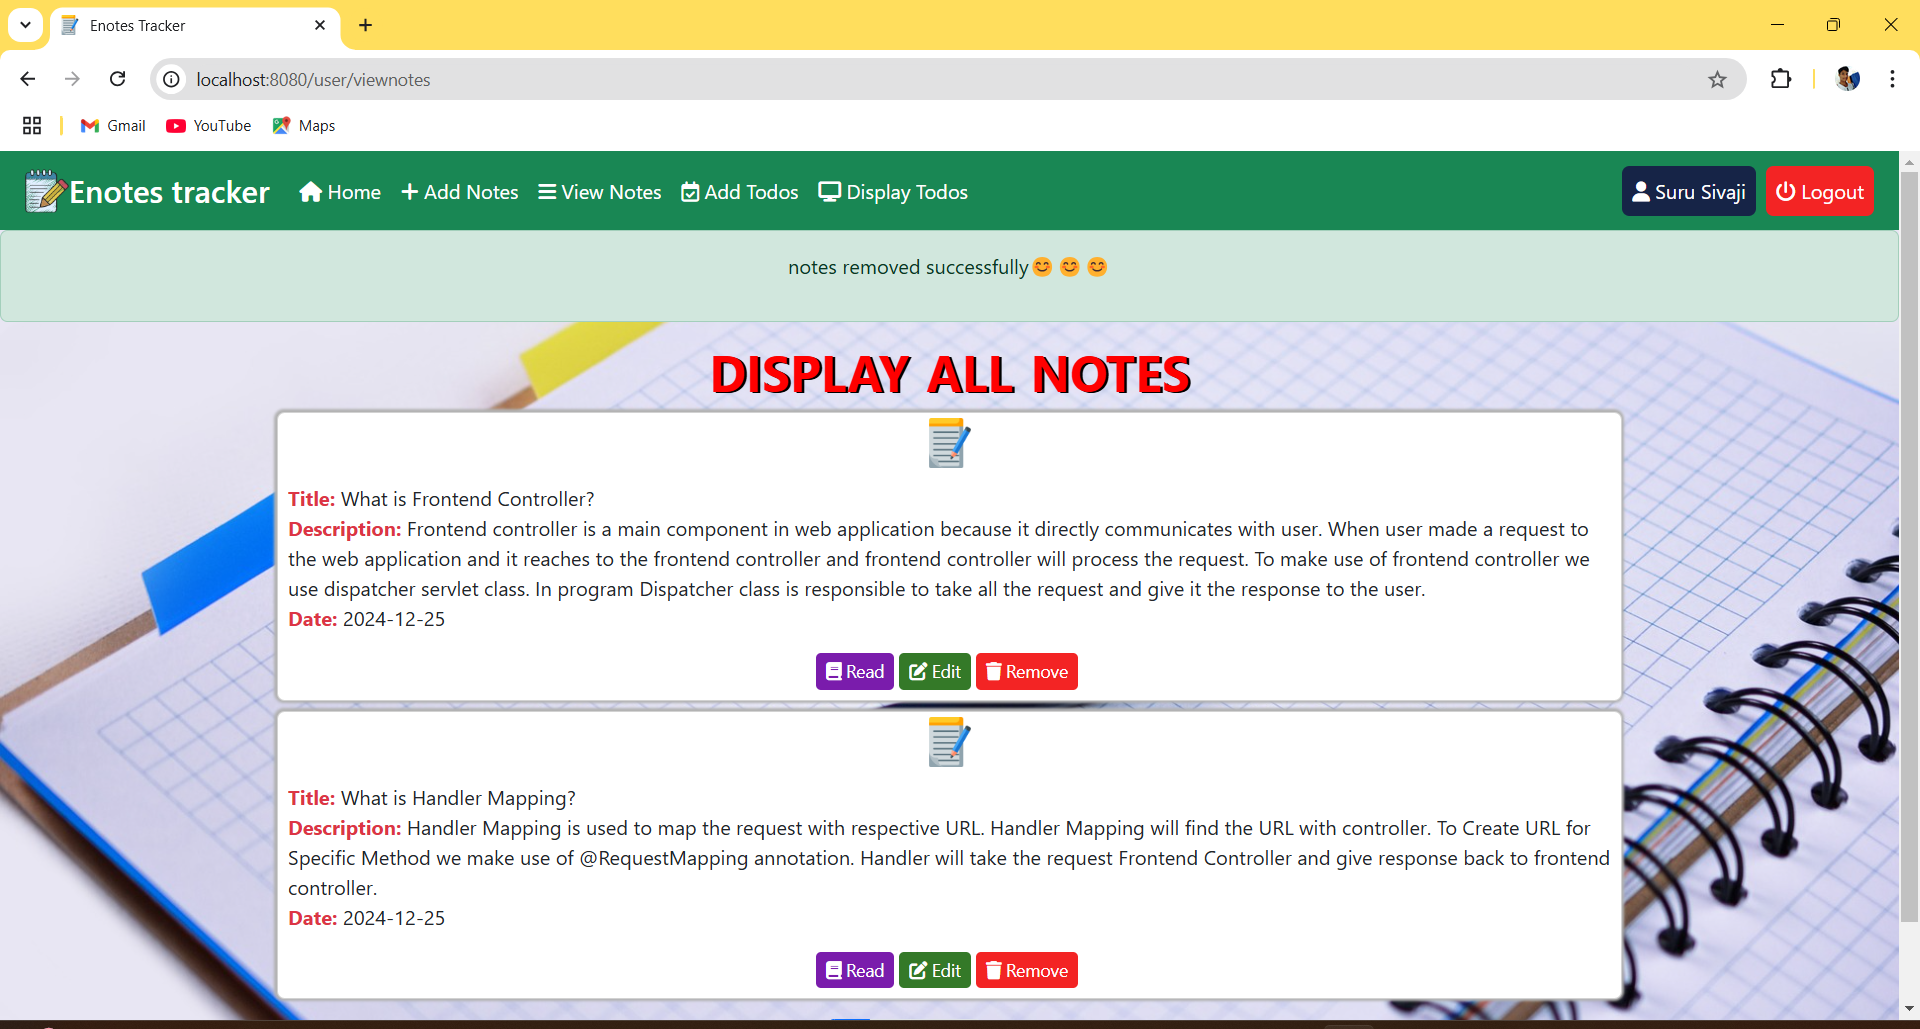 Enotes Tracker
localhost:8080/user/viewnotes
Gmail YouTube Maps
Enotes tracker Home Add Notes View Notes Add Todos Display Todos Suru Sivaji Logout
notes removed successfully😊 😊 😊
DISPLAY ALL NOTES
Title: What is Frontend Controller?
Description: Frontend controller is a main component in web application because it directly communicates with user. When user made a request to
the web application and it reaches to the frontend controller and frontend controller will process the request. To make use of frontend controller we
use dispatcher servlet class. In program Dispatcher class is responsible to take all the request and give it the response to the user.
Date: 2024-12-25
Read Edit Remove
Title: What is Handler Mapping?
Description: Handler Mapping is used to map the request with respective URL. Handler Mapping will find the URL with controller. To Create URL for
Specific Method we make use of @RequestMapping annotation. Handler will take the request Frontend Controller and give response back to frontend
controller.
Date: 2024-12-25
Read Edit Remove